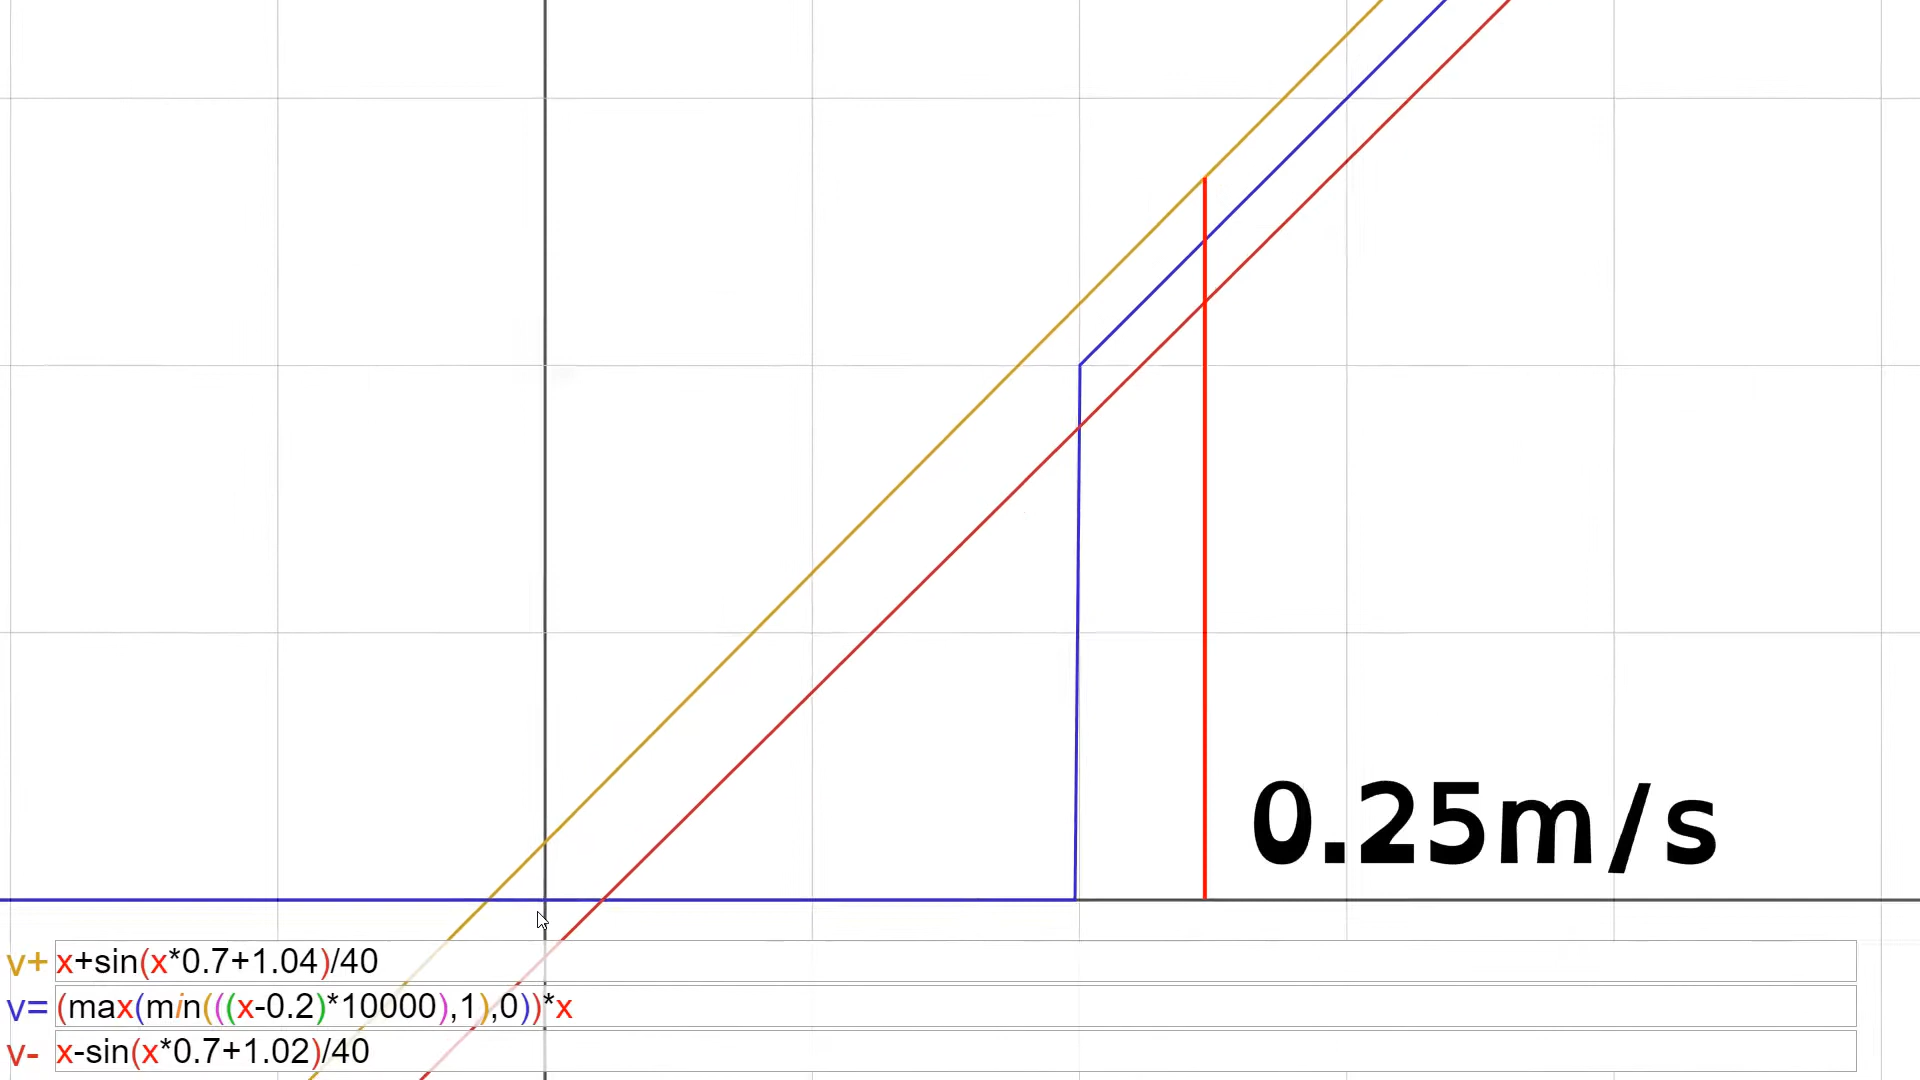 0.25m/s
v+ x+sin(x*0.7+1.04)/40
v= (max(min(((x-0.2)*10000),1),0))*x
v- x-sin(x*0.7+1.02)/40